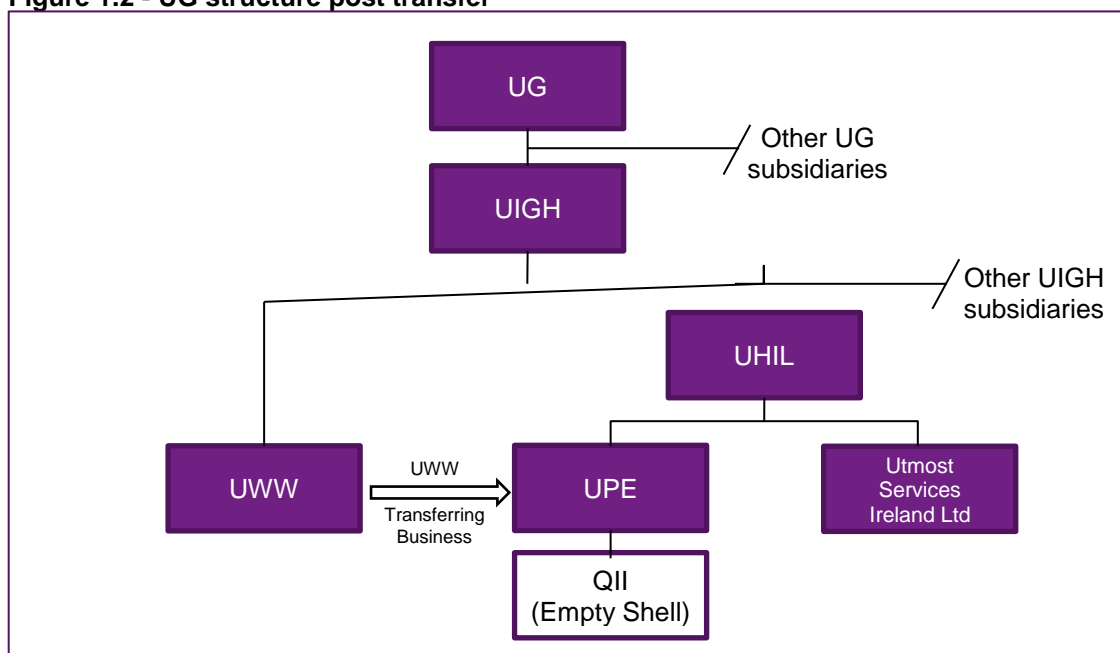 Figure 1.2 - UG structure post transfer
UG
Other UG
subsidiaries
UIGH
Other UIGH
subsidiaries
UHIL
UWW
UWW
Transferring
Business
UPE
Utmost
Services
Ireland Ltd
QII
(Empty Shell)